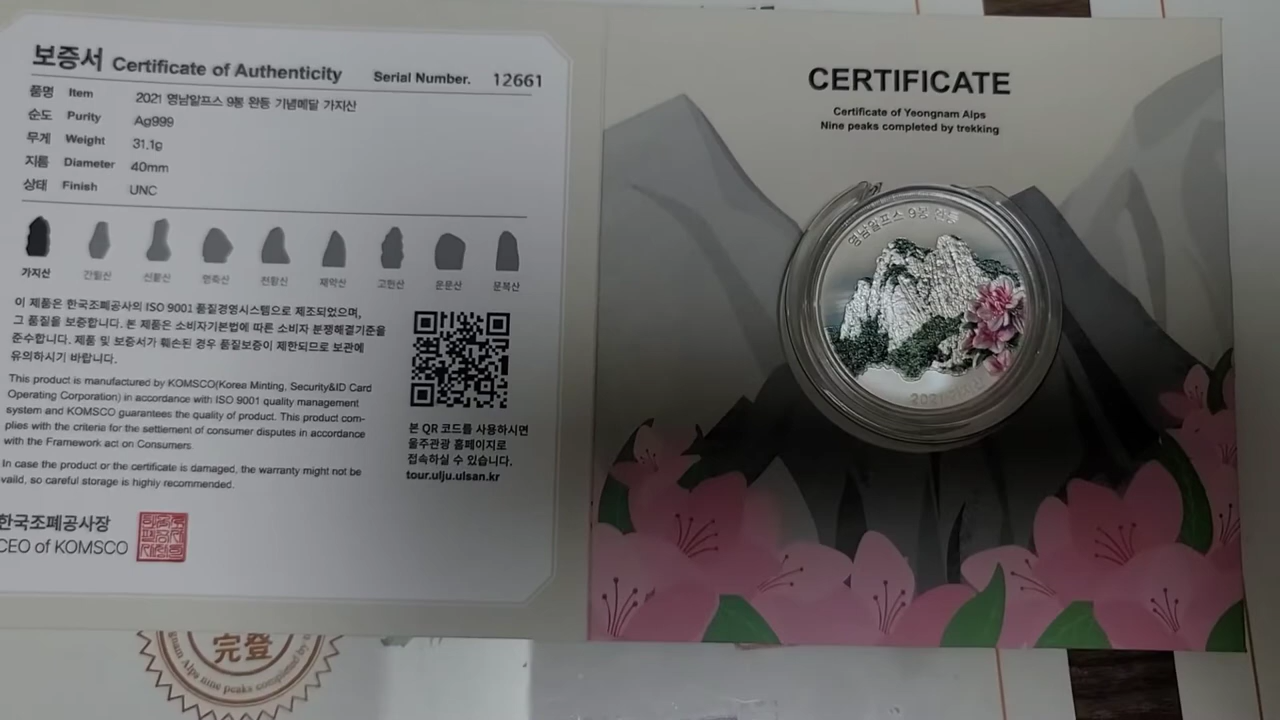 보증서 Certificate of Authenticity Serial Number. 12661
품명 Item 2021 영남알프스 9봉 완등 기념메달 가지산
순도 Purity Ag999
무게 Weight 31.1g
지름 Diameter 40mm
상태 Finish UNC
가지산 간월산 신불산 영축산 천황산 재약산 고헌산 운문산 문복산
이 제품은 한국조폐공사의 ISO 9001 품질경영시스템으로 제조되었으며,
그 품질을 보증합니다. 본 제품은 소비자기본법에 따른 소비자 분쟁해결기준을
준수합니다. 제품 및 보증서가 훼손된 경우 품질보증이 제한되므로 보관에
유의하시기 바랍니다.
This product is manufactured by KOMSCO(Korea Minting, Security&ID Card
Operating Corporation) in accordance with ISO 9001 quality management
system and KOMSCO guarantees the quality of product. This product com-
plies with the criteria for the settlement of consumer disputes in accordance
with the Framework act on Consumers.
In case the product or the certificate is damaged, the warranty might not be
vaild, so careful storage is highly recommended.
본 QR 코드를 사용하시면
울주관광 홈페이지로
접속하실 수 있습니다.
tour.ulju.ulsan.kr
한국조폐공사장
CEO of KOMSCO
CERTIFICATE
Certificate of Yeongnam Alps
Nine peaks completed by trekking
영남알프스 9봉 완등
2021
完登
Alps nine peaks completed by